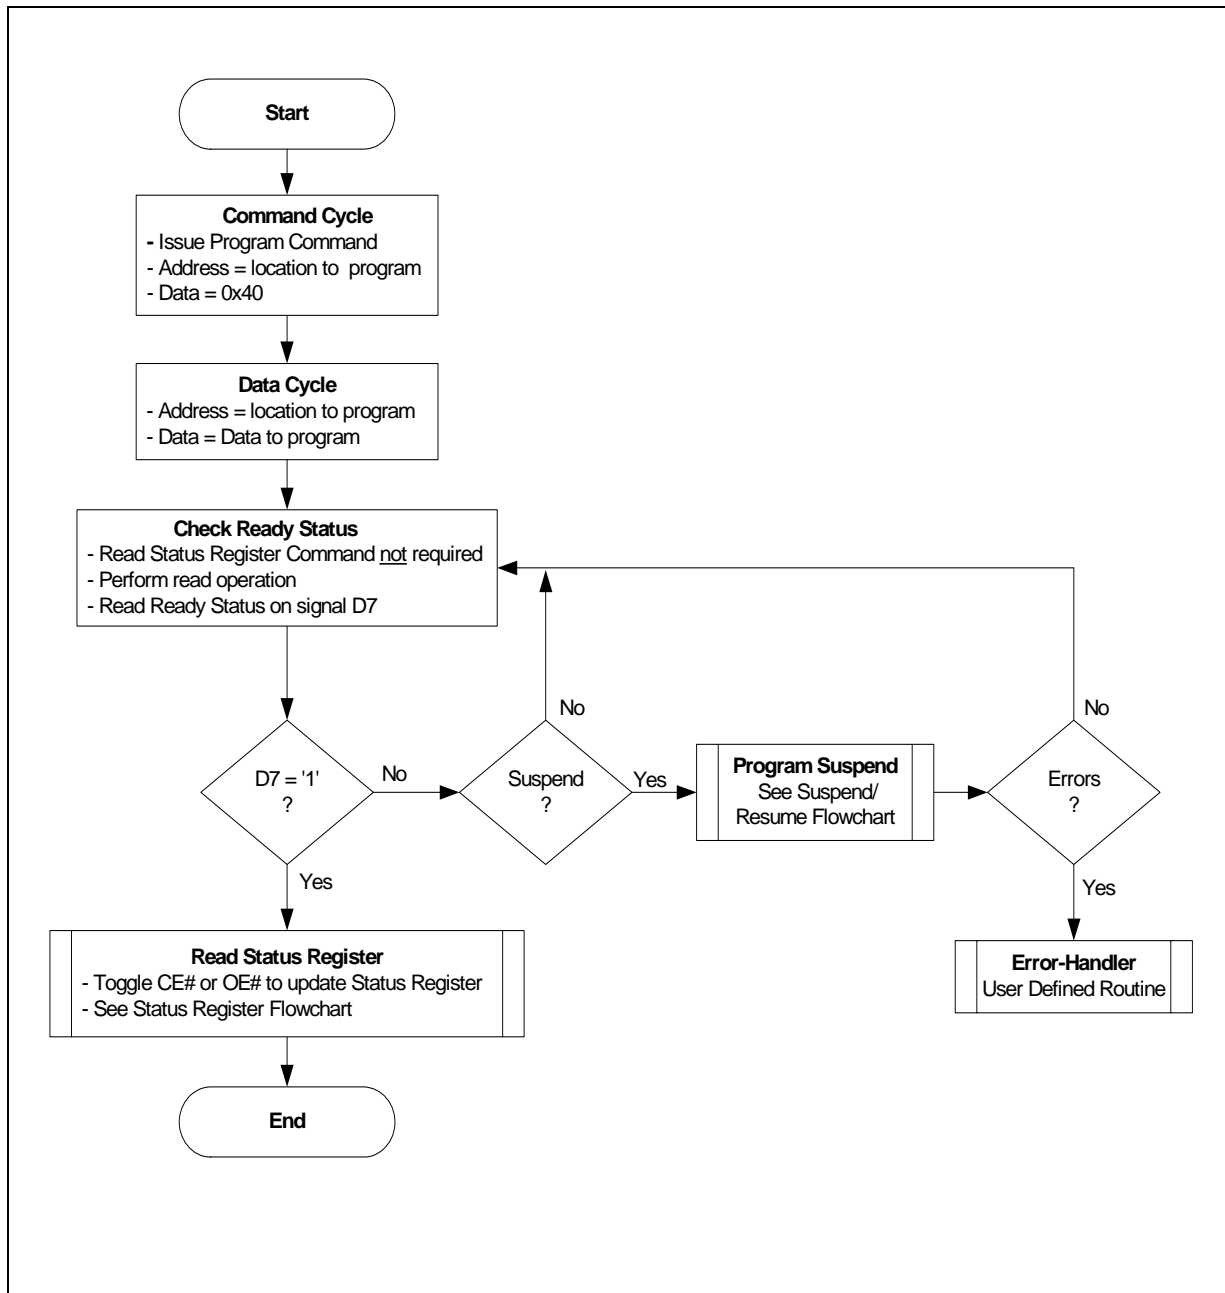 Start
Command Cycle
- Issue Program Command
- Address = location to program
- Data = 0x40
Data Cycle
- Address = location to program
- Data = Data to program
Check Ready Status
- Read Status Register Command not required
- Perform read operation
- Read Ready Status on signal D7
No
No
D7 = '1'
?
No
Suspend
?
Yes
Program Suspend
See Suspend/
Resume Flowchart
Errors
?
Yes
Yes
Read Status Register
- Toggle CE# or OE# to update Status Register
- See Status Register Flowchart
Error-Handler
User Defined Routine
End